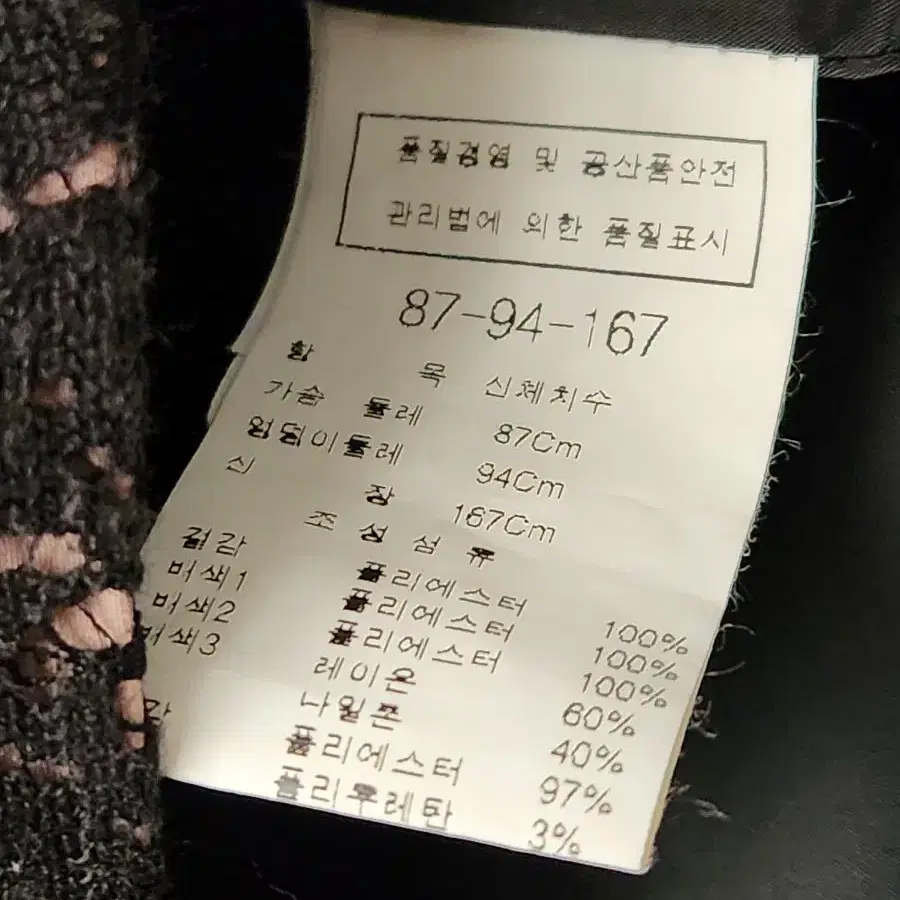 품질경영 및 공산품안전
관리법에 의한 품질표시
87-94-167
항 목 신체치수
가슴 둘레 87Cm
엉덩이둘레 94Cm
신 장 167Cm
조 성 섬 유
겉감 폴리에스터 100%
배색1 폴리에스터 100%
배색2 폴리에스터 100%
배색3 레이온 60%
나일론 40%
감 폴리에스터 97%
폴리우레탄 3%